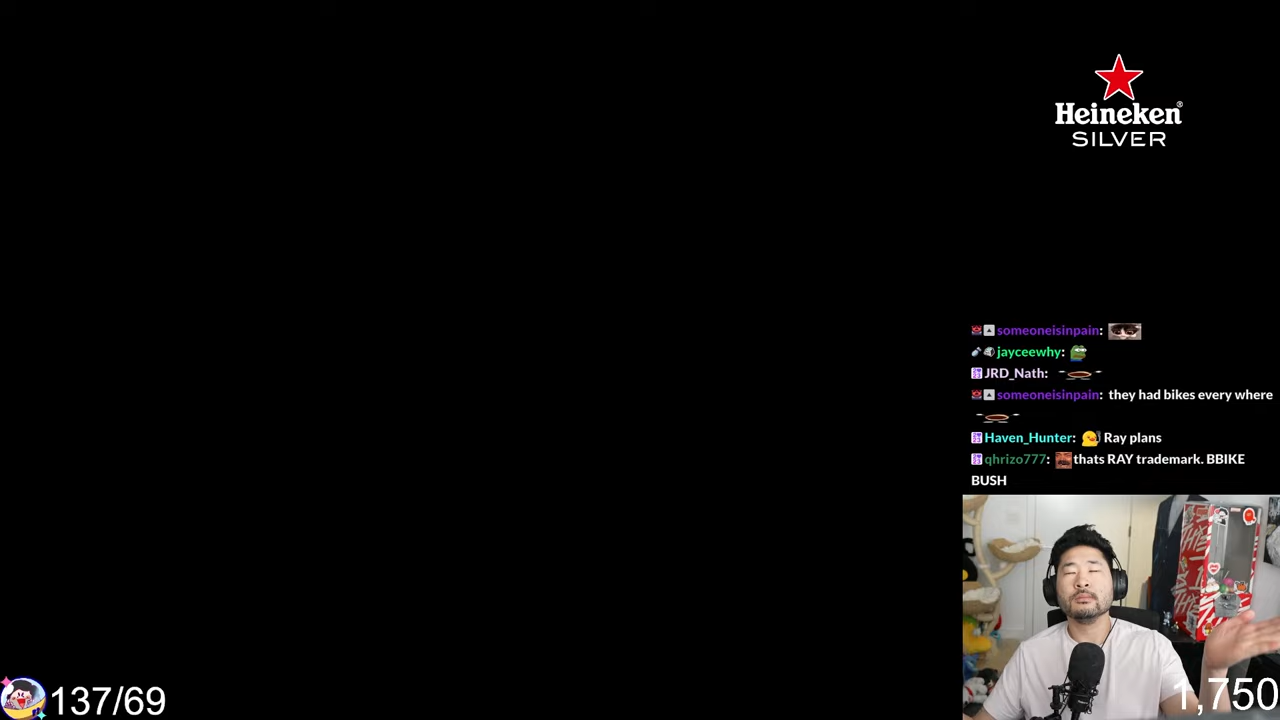 Heineken®
SILVER
someoneisinpain:
jayceewhy:
JRD_Nath:
someoneisinpain: they had bikes every where
Haven_Hunter: Ray plans
qhrizo777: thats RAY trademark. BBIKE
BUSH
137/69
1,750